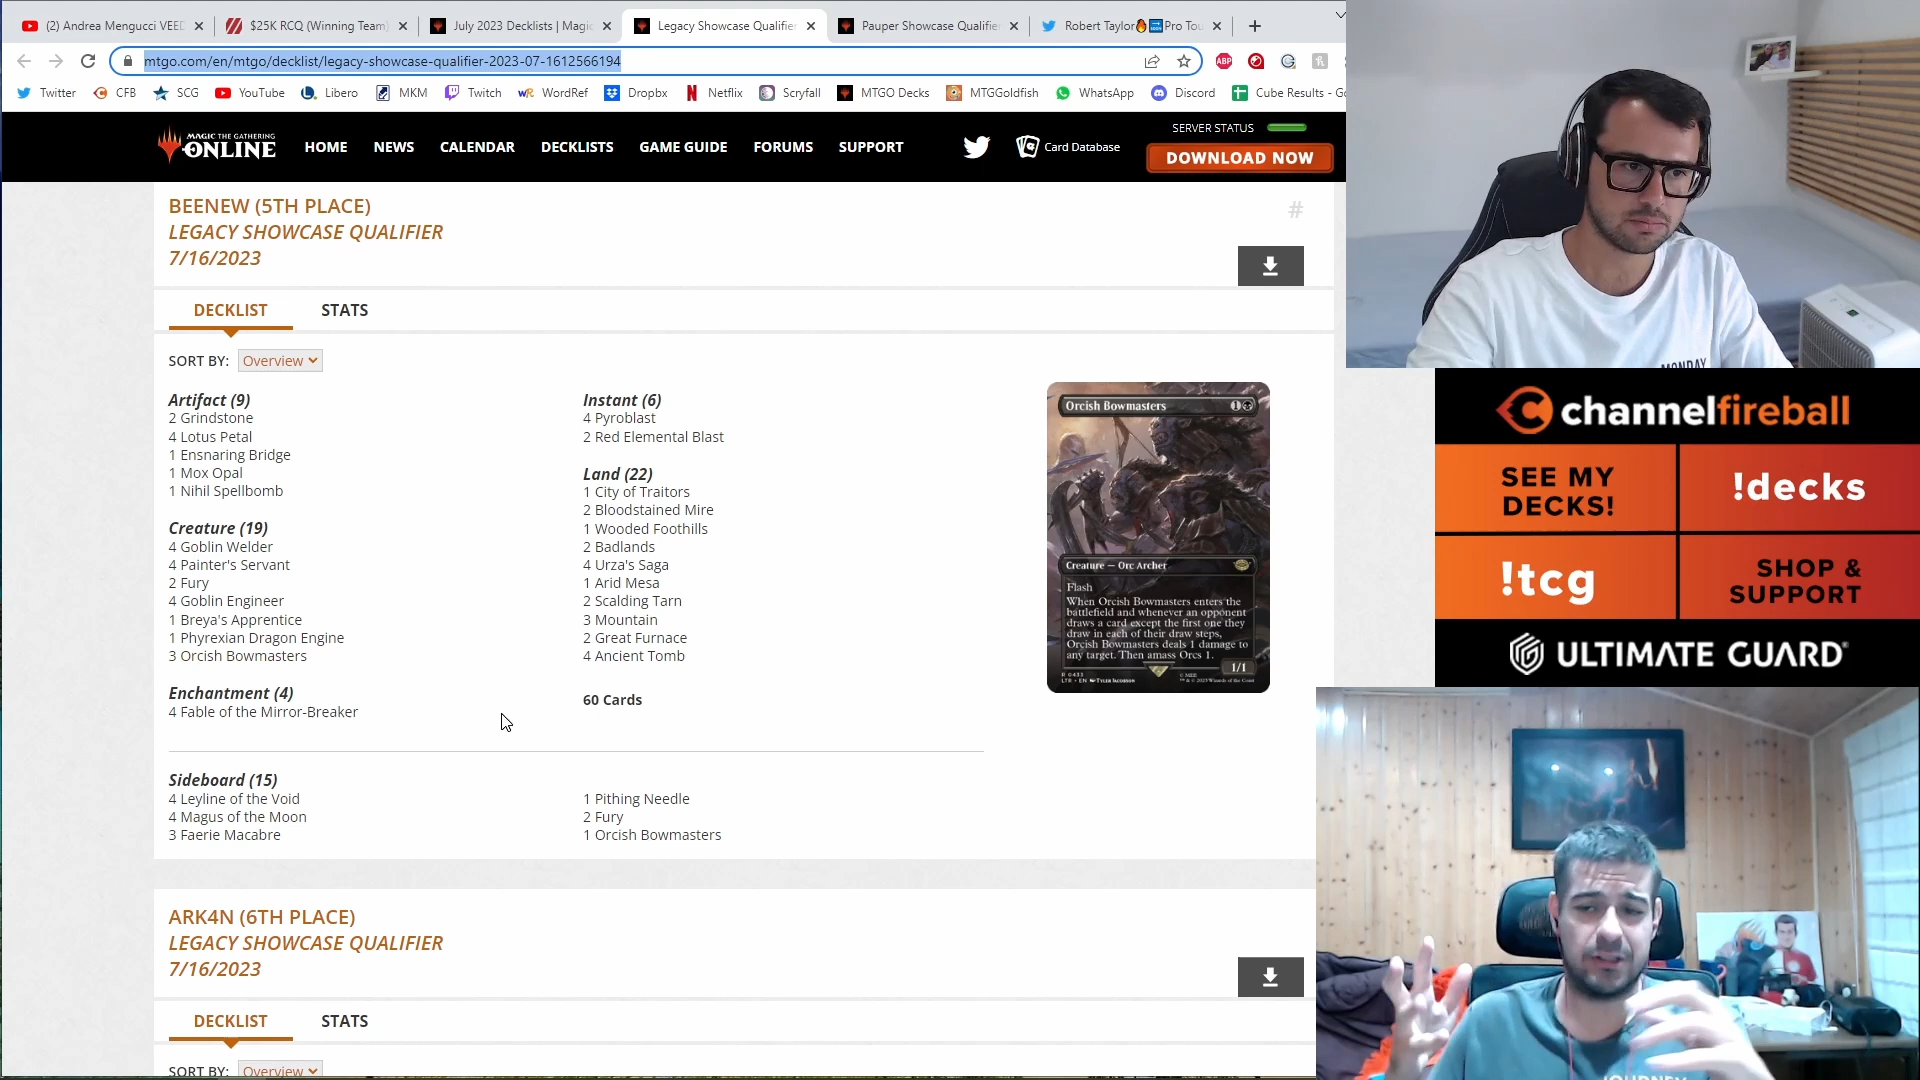 (2) Andrea Mengucci VEED
$25K RCQ (Winning Team)
July 2023 Decklists | Magic
Legacy Showcase Qualifier
Pauper Showcase Qualifier
Robert Taylor🔥 Pro Tou
mtgo.com/en/mtgo/decklist/legacy-showcase-qualifier-2023-07-1612566194
ABP
Twitter
CFB
SCG
YouTube
Libero
MKM
Twitch
WordRef
Dropbx
Netflix
Scryfall
MTGO Decks
MTGGoldfish
WhatsApp
Discord
Cube Results - Go
MAGIC THE GATHERING
ONLINE
HOME
NEWS
CALENDAR
DECKLISTS
GAME GUIDE
FORUMS
SUPPORT
Card Database
SERVER STATUS
DOWNLOAD NOW
BEENEW (5TH PLACE)
LEGACY SHOWCASE QUALIFIER
7/16/2023
#
DECKLIST
STATS
SORT BY: Overview
Artifact (9)
2 Grindstone
4 Lotus Petal
1 Ensnaring Bridge
1 Mox Opal
1 Nihil Spellbomb
Creature (19)
4 Goblin Welder
4 Painter's Servant
2 Fury
4 Goblin Engineer
1 Breya's Apprentice
1 Phyrexian Dragon Engine
3 Orcish Bowmasters
Enchantment (4)
4 Fable of the Mirror-Breaker
Instant (6)
4 Pyroblast
2 Red Elemental Blast
Land (22)
1 City of Traitors
2 Bloodstained Mire
1 Wooded Foothills
2 Badlands
4 Urza's Saga
1 Arid Mesa
2 Scalding Tarn
3 Mountain
2 Great Furnace
4 Ancient Tomb
60 Cards
Orcish Bowmasters
1
Creature — Orc Archer
Flash
When Orcish Bowmasters enters the
battlefield and whenever an opponent
draws a card except the first one they
draw in each of their draw steps,
Orcish Bowmasters deals 1 damage to
any target. Then amass Orcs 1.
1/1
Sideboard (15)
4 Leyline of the Void
4 Magus of the Moon
3 Faerie Macabre
1 Pithing Needle
2 Fury
1 Orcish Bowmasters
ARK4N (6TH PLACE)
LEGACY SHOWCASE QUALIFIER
7/16/2023
DECKLIST
STATS
SORT BY: Overview
MONDAY
channelfireball
SEE MY
DECKS!
!decks
!tcg
SHOP &
SUPPORT
ULTIMATE GUARD
JOURNEY